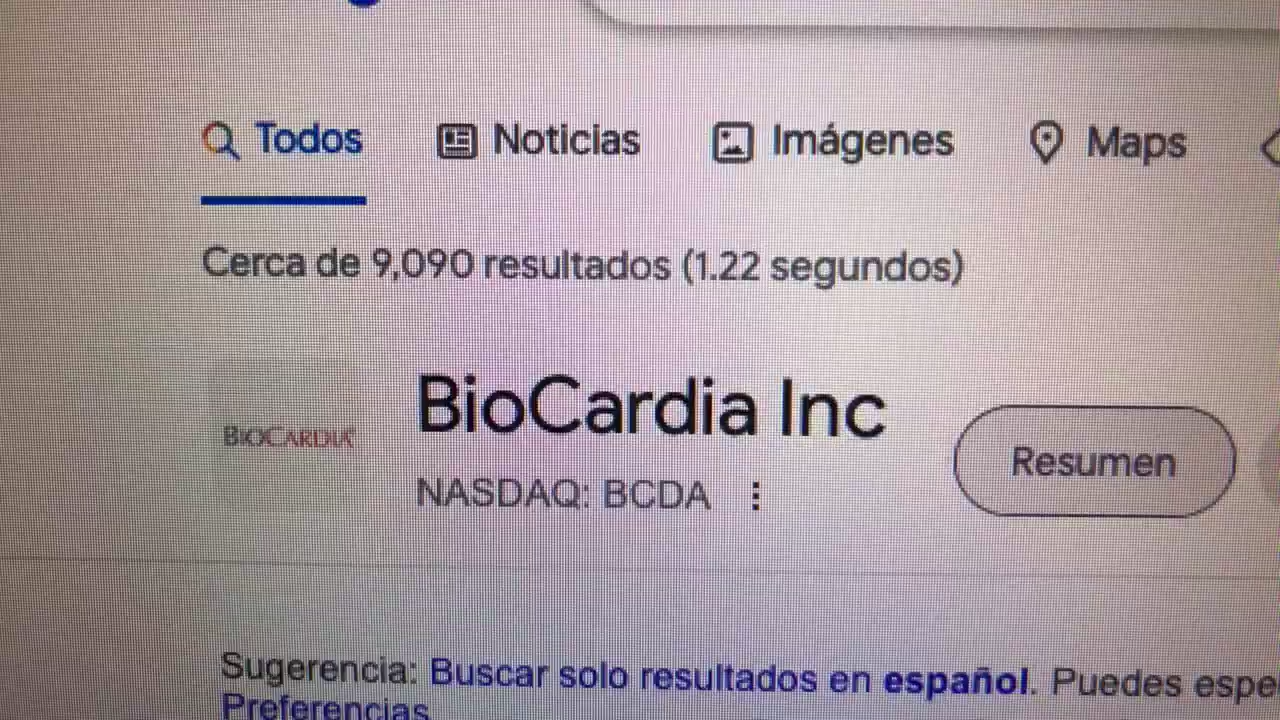 Todos Noticias Imágenes Maps
Cerca de 9,090 resultados (1.22 segundos)
BioCardia Inc
BIOCARDIA
NASDAQ: BCDA
Resumen
Sugerencia: Buscar solo resultados en español. Puedes espe
Preferencias